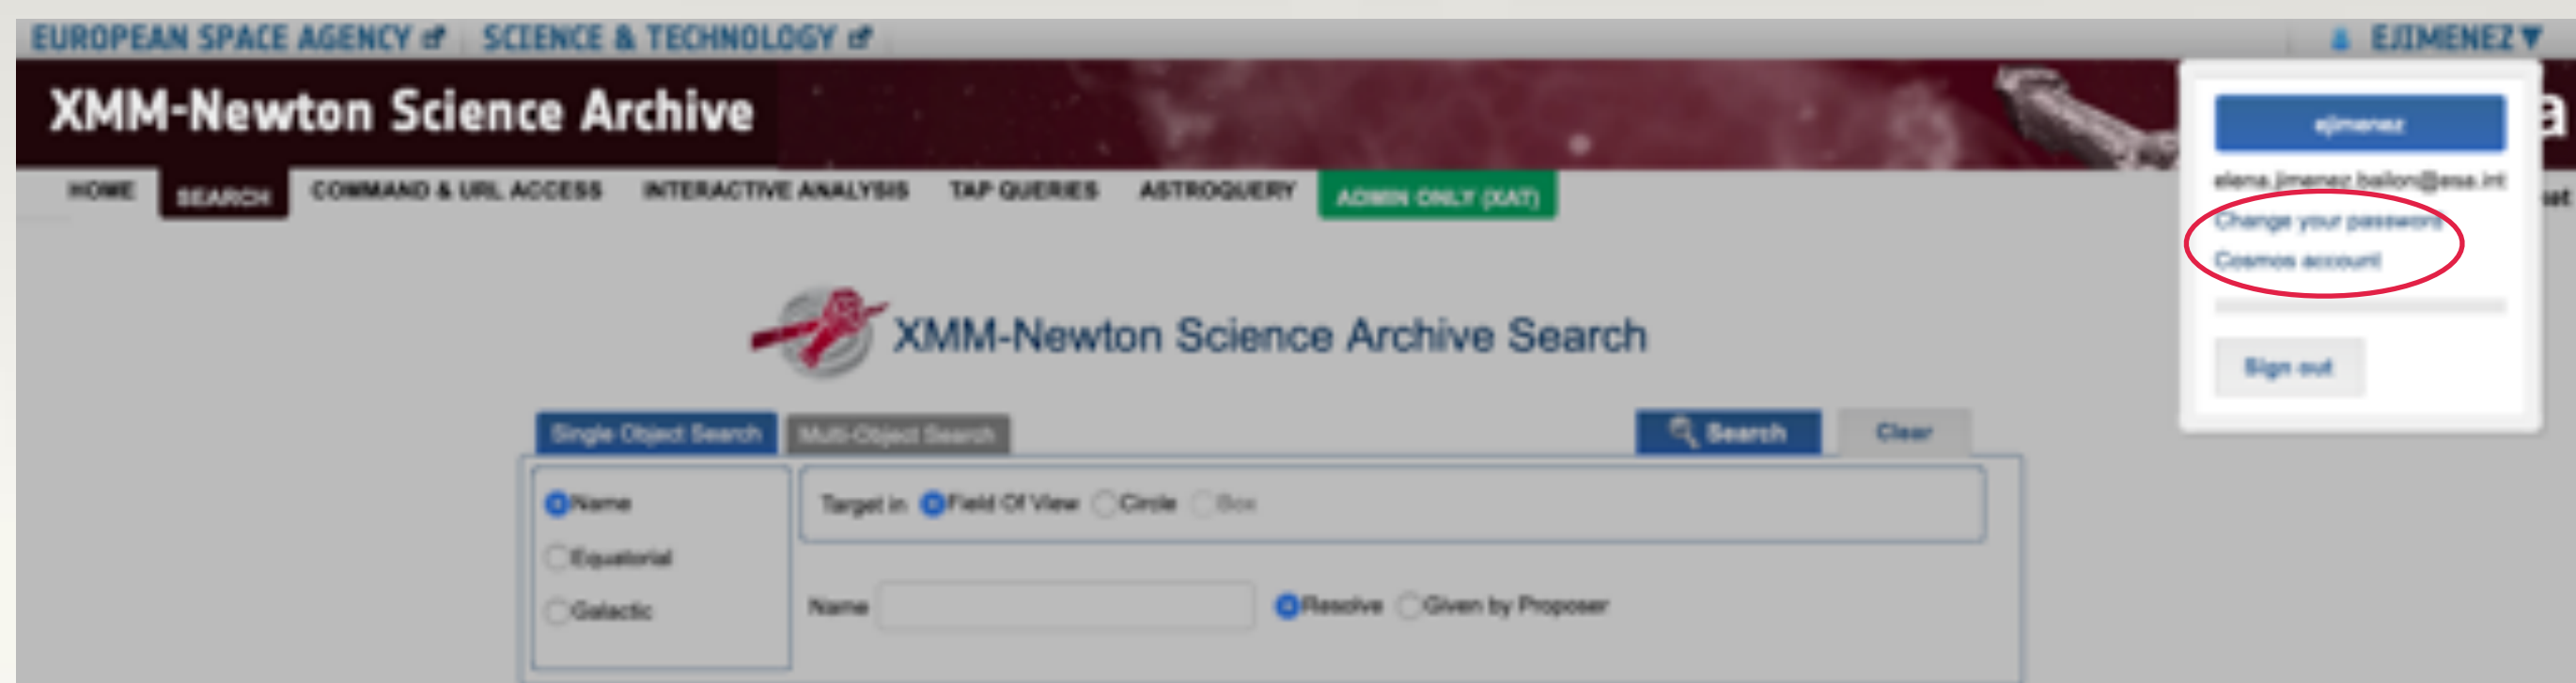 EUROPEAN SPACE AGENCY SCIENCE & TECHNOLOGY EJIMENEZ
XMM-Newton Science Archive a
ejimenez
elena.jimenez.bailon@esa.int
HOME SEARCH COMMAND & URL ACCESS INTERACTIVE ANALYSIS TAP QUERIES ASTROQUERY ADMIN ONLY (XAT)
Change your password
Cosmos account
Sign out
XMM-Newton Science Archive Search
Single Object Search Multi-Object Search Search Clear
Name Target in Field Of View Circle Box
Equatorial
Galactic Name Resolve Given by Proposer